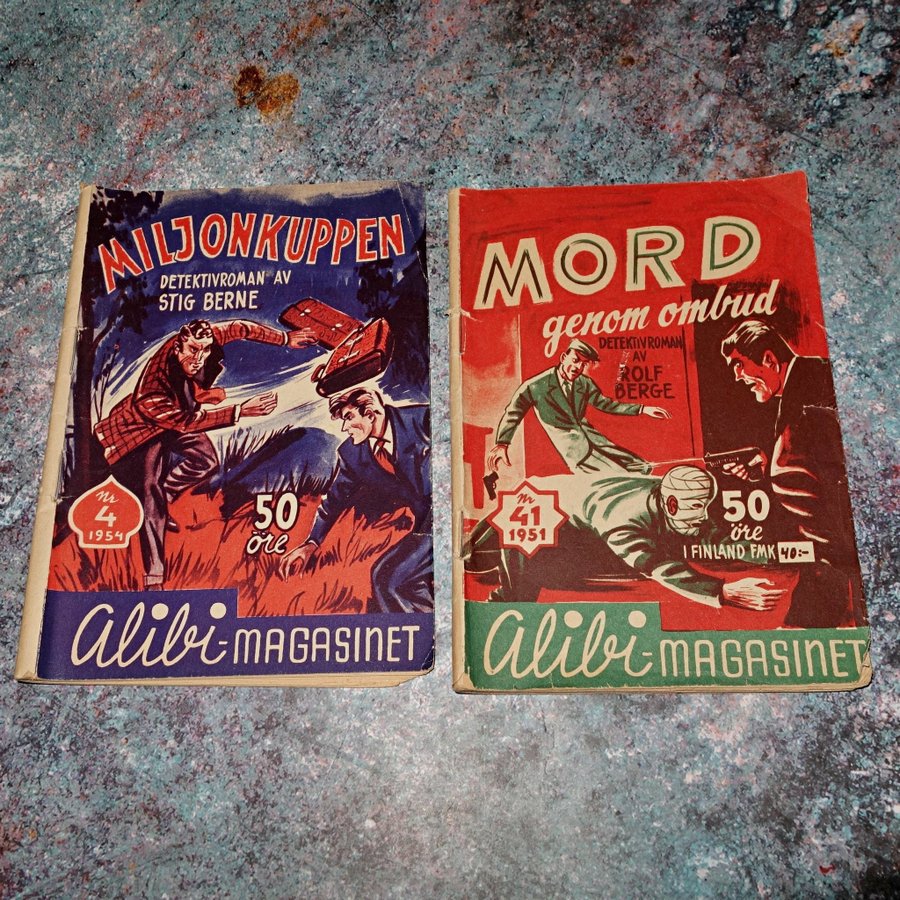 MILJONKUPPEN
DETEKTIVROMAN AV
STIG BERNE
Nr
4
1954
50
öre
alibi-MAGASINET
MORD
genom ombud
DETEKTIVROMAN
AV
ROLF
BERGE
Nr
41
1951
50
öre
I FINLAND FMK 40:-
alibi-MAGASINET